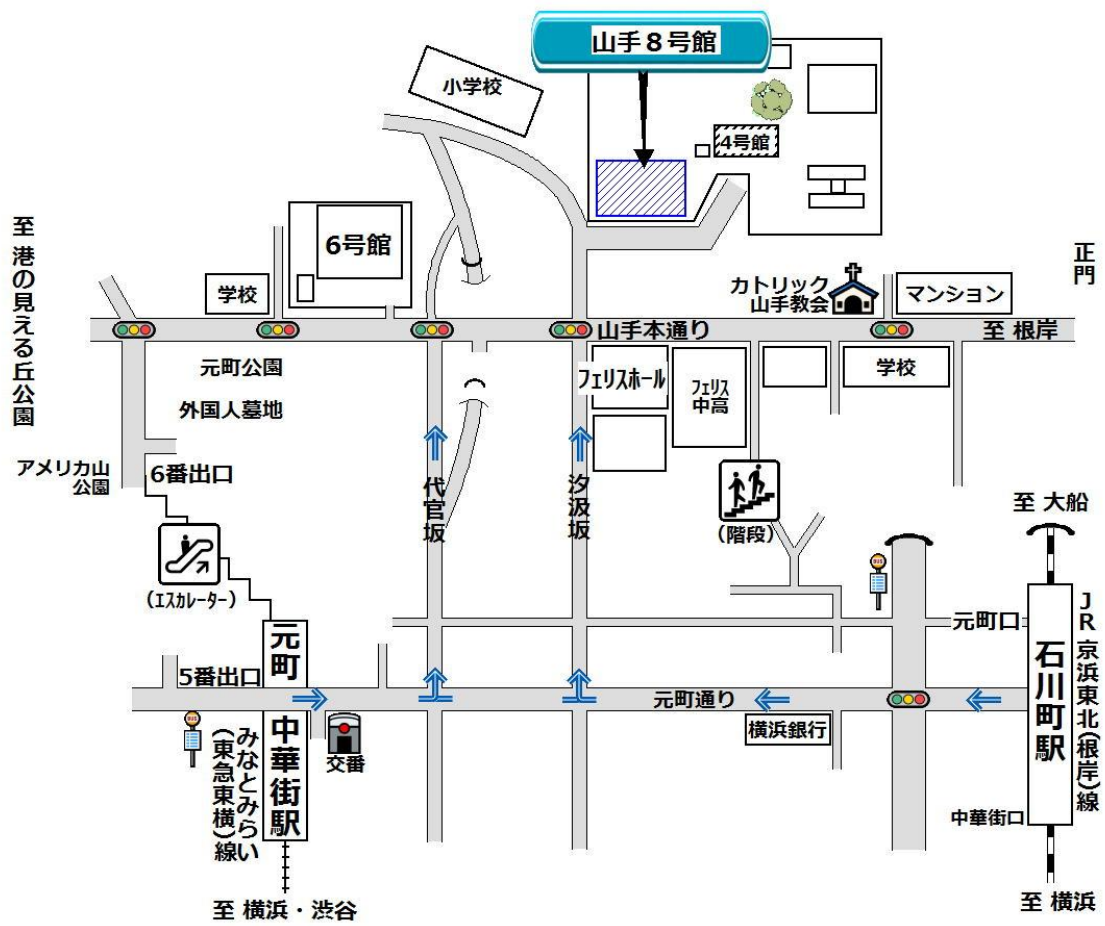 山手８号館
小学校
4号館
6号館
至 港の見える丘公園
正門
学校
カトリック
山手教会
マンション
山手本通り
至 根岸
元町公園
外国人墓地
フェリスホール
フェリス
中高
学校
アメリカ山
公園
6番出口
代官坂
汐汲坂
(階段)
至 大船
(エスカレーター)
BUS
元町口
元町
中華街駅
石川町駅
JR 京浜東北(根岸)線
5番出口
元町通り
横浜銀行
BUS
交番
みなとみらい
(東急東横)線
中華街口
至 横浜・渋谷
至 横浜